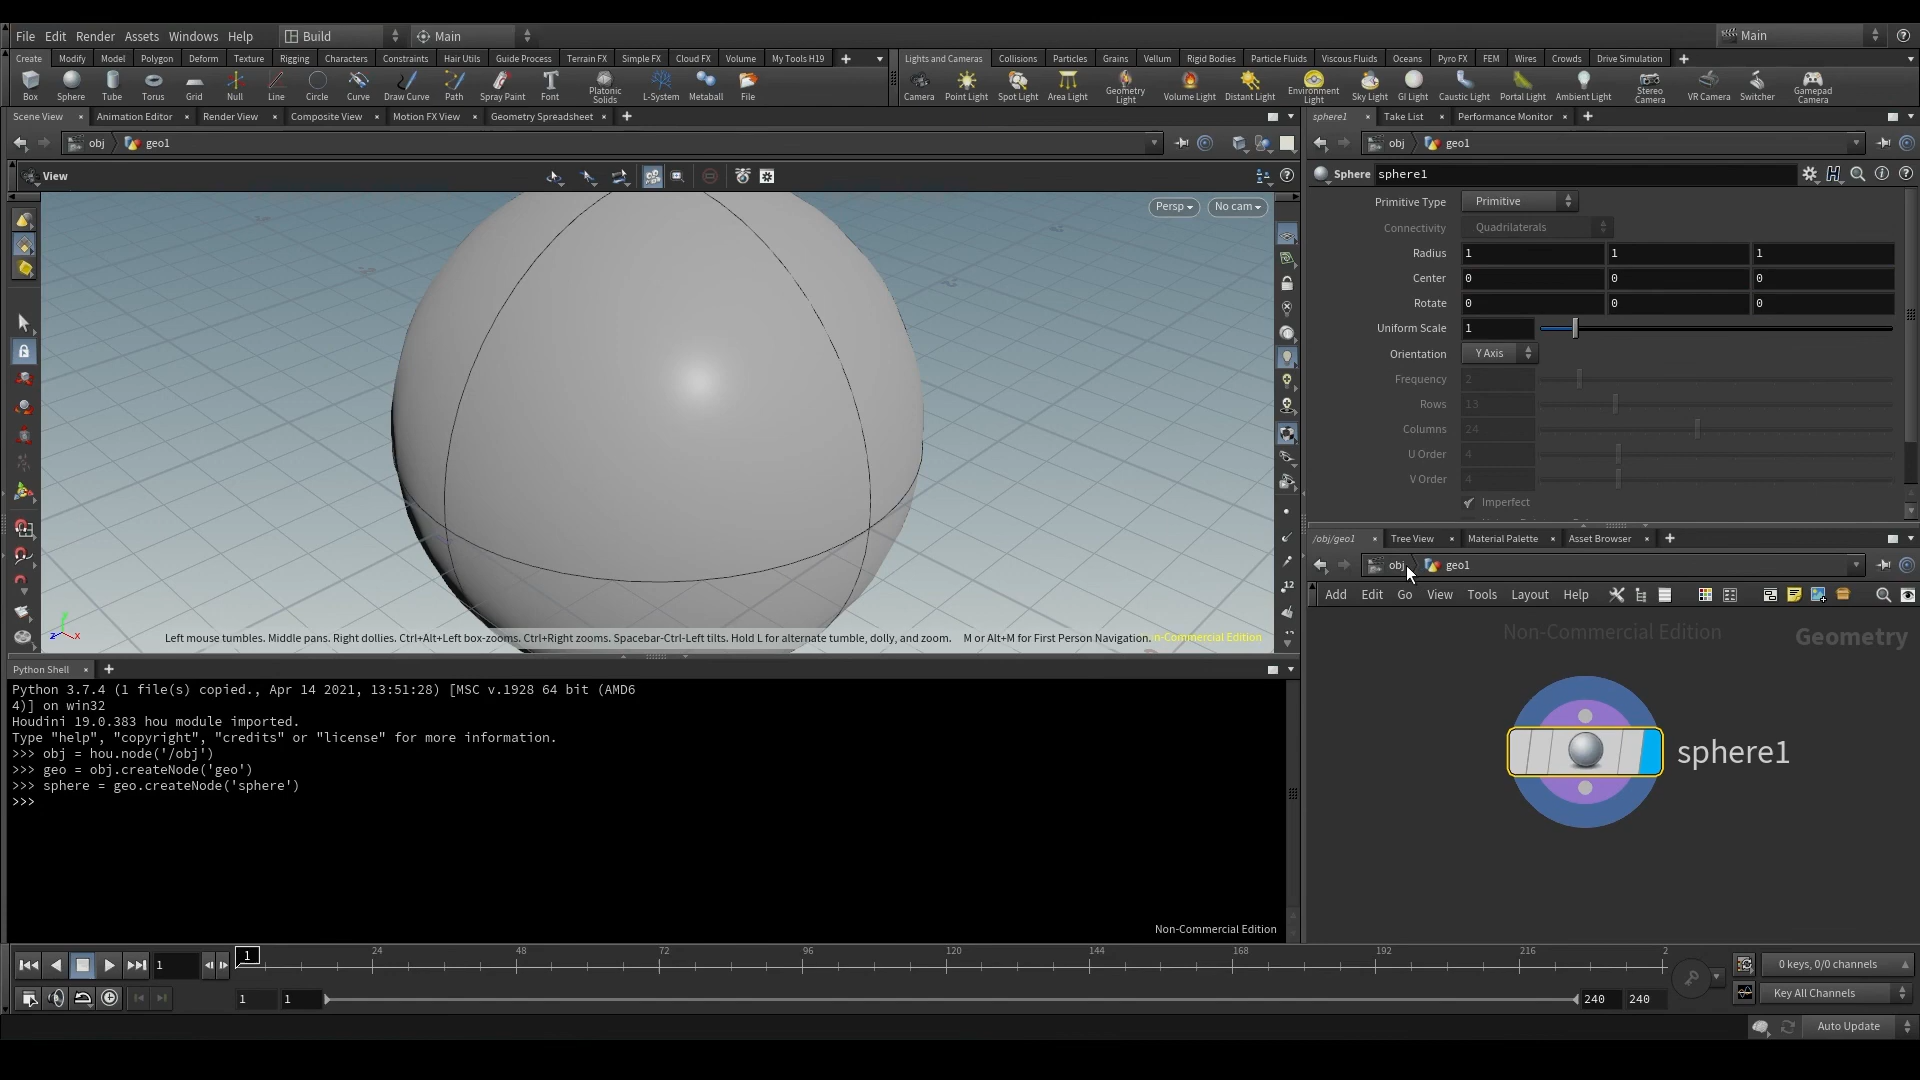 File Edit Render Assets Windows Help Build Main Main
Create Modify Model Polygon Deform Texture Rigging Characters Constraints Hair Utils Guide Process Terrain FX Simple FX Cloud FX Volume My Tools H19
Lights and Cameras Collisions Particles Grains Vellum Rigid Bodies Particle Fluids Viscous Fluids Oceans Pyro FX FEM Wires Crowds Drive Simulation
Box Sphere Tube Torus Grid Null Line Circle Curve Draw Curve Path Spray Paint Font Platonic Solids L-System Metaball File
Camera Point Light Spot Light Area Light Geometry Light Volume Light Distant Light Environment Light Sky Light GI Light Caustic Light Portal Light Ambient Light Stereo Camera VR Camera Switcher Gamepad Camera
Scene View Animation Editor Render View Composite View Motion FX View Geometry Spreadsheet
obj geo1
View
Persp No cam
Left mouse tumbles. Middle pans. Right dollies. Ctrl+Alt+Left box-zooms. Ctrl+Right zooms. Spacebar-Ctrl-Left tilts. Hold L for alternate tumble, dolly, and zoom. M or Alt+M for First Person Navigation.
n-Commercial Edition
12
sphere1 Take List Performance Monitor
obj geo1
Sphere sphere1
Primitive Type Primitive
Connectivity Quadrilaterals
Radius 1 1 1
Center 0 0 0
Rotate 0 0 0
Uniform Scale 1
Orientation Y Axis
Frequency 2
Rows 13
Columns 24
U Order 4
V Order 4
Imperfect
/obj/geo1 Tree View Material Palette Asset Browser
obj geo1
Add Edit Go View Tools Layout Help
Non-Commercial Edition Geometry
sphere1
Python Shell
Python 3.7.4 (1 file(s) copied., Apr 14 2021, 13:51:28) [MSC v.1928 64 bit (AMD6
4)] on win32
Houdini 19.0.383 hou module imported.
Type "help", "copyright", "credits" or "license" for more information.
>>> obj = hou.node('/obj')
>>> geo = obj.createNode('geo')
>>> sphere = geo.createNode('sphere')
>>>
Non-Commercial Edition
1 1 24 48 72 96 120 144 168 192 216 2
0 keys, 0/0 channels
1 1 240 240
Key All Channels
Auto Update